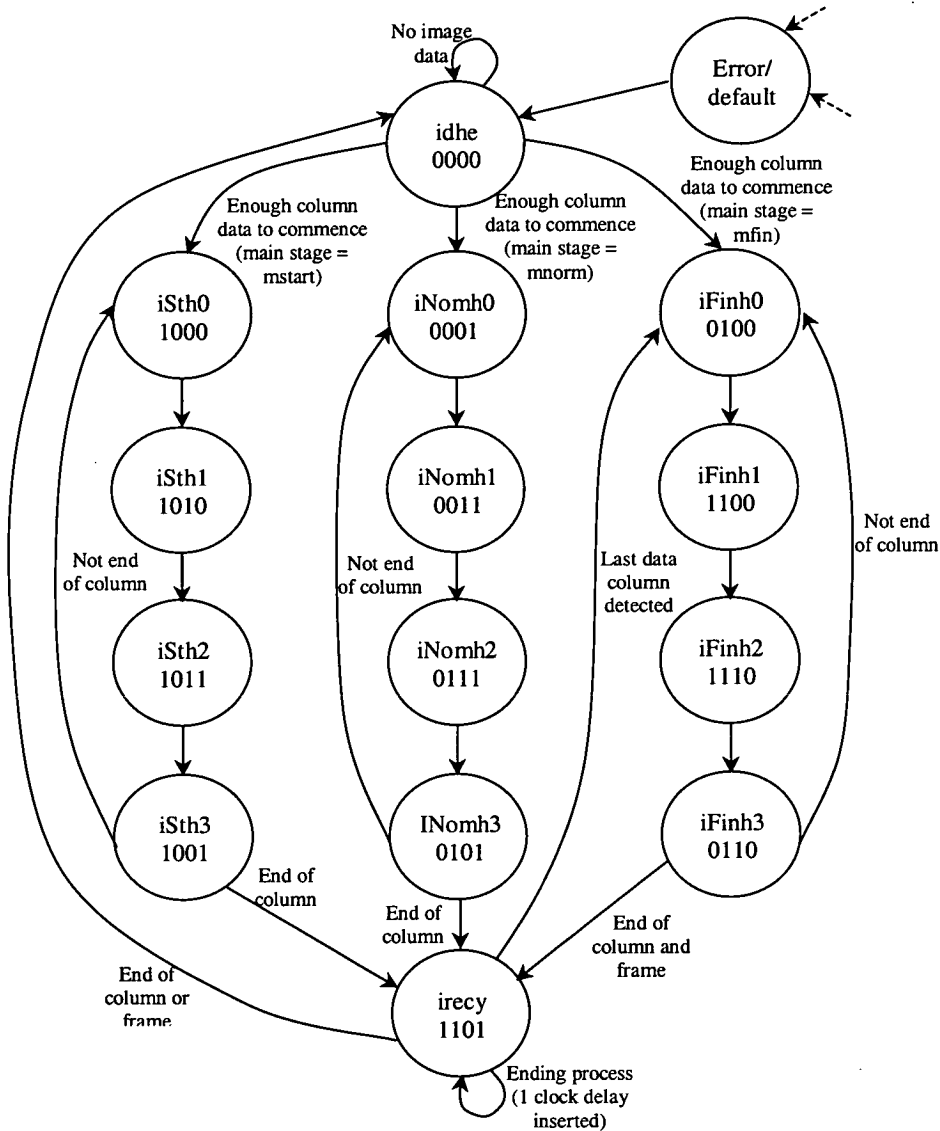 No image
data
Error/
default
idhe
0000
Enough column
data to commence
(main stage =
mstart)
Enough column
data to commence
(main stage =
mnorm)
Enough column
data to commence
(main stage =
mfin)
iSth0
1000
iNomh0
0001
iFinh0
0100
iSth1
1010
iNomh1
0011
iFinh1
1100
Not end
of column
Not end
of column
Last data
column
detected
Not end
of column
iSth2
1011
iNomh2
0111
iFinh2
1110
iSth3
1001
INomh3
0101
iFinh3
0110
End of
column
End of
column
End of
column and
frame
End of
column or
frame
irecy
1101
Ending process
(1 clock delay
inserted)